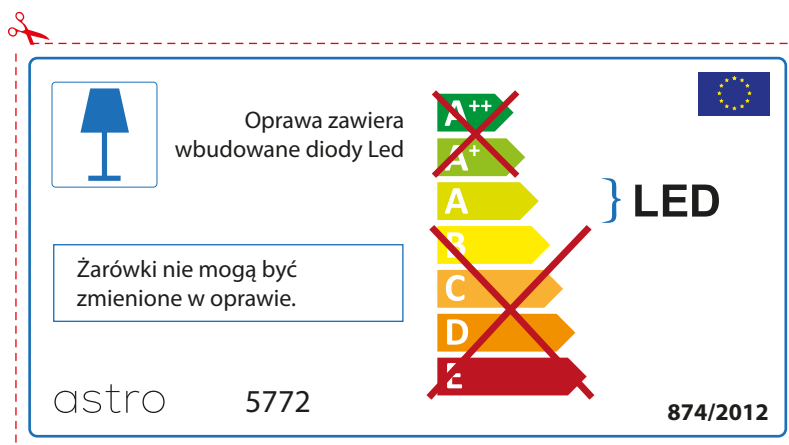 Oprawa zawiera
wbudowane diody Led
A++
A+
A
B
C
D
E
LED
Żarówki nie mogą być
zmienione w oprawie.
astro
5772
874/2012